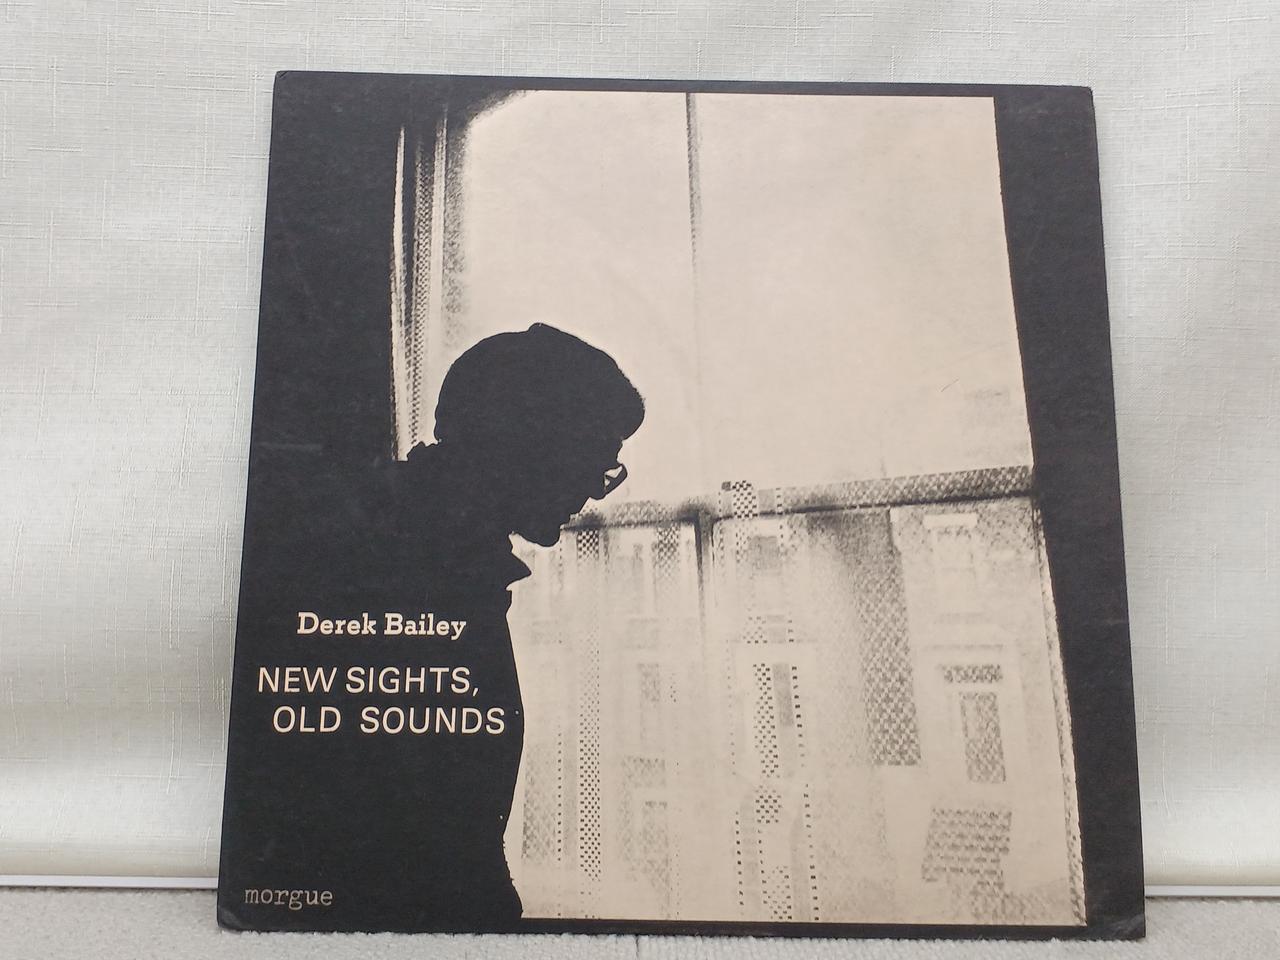 Derek Bailey
NEW SIGHTS,
OLD SOUNDS
morgue